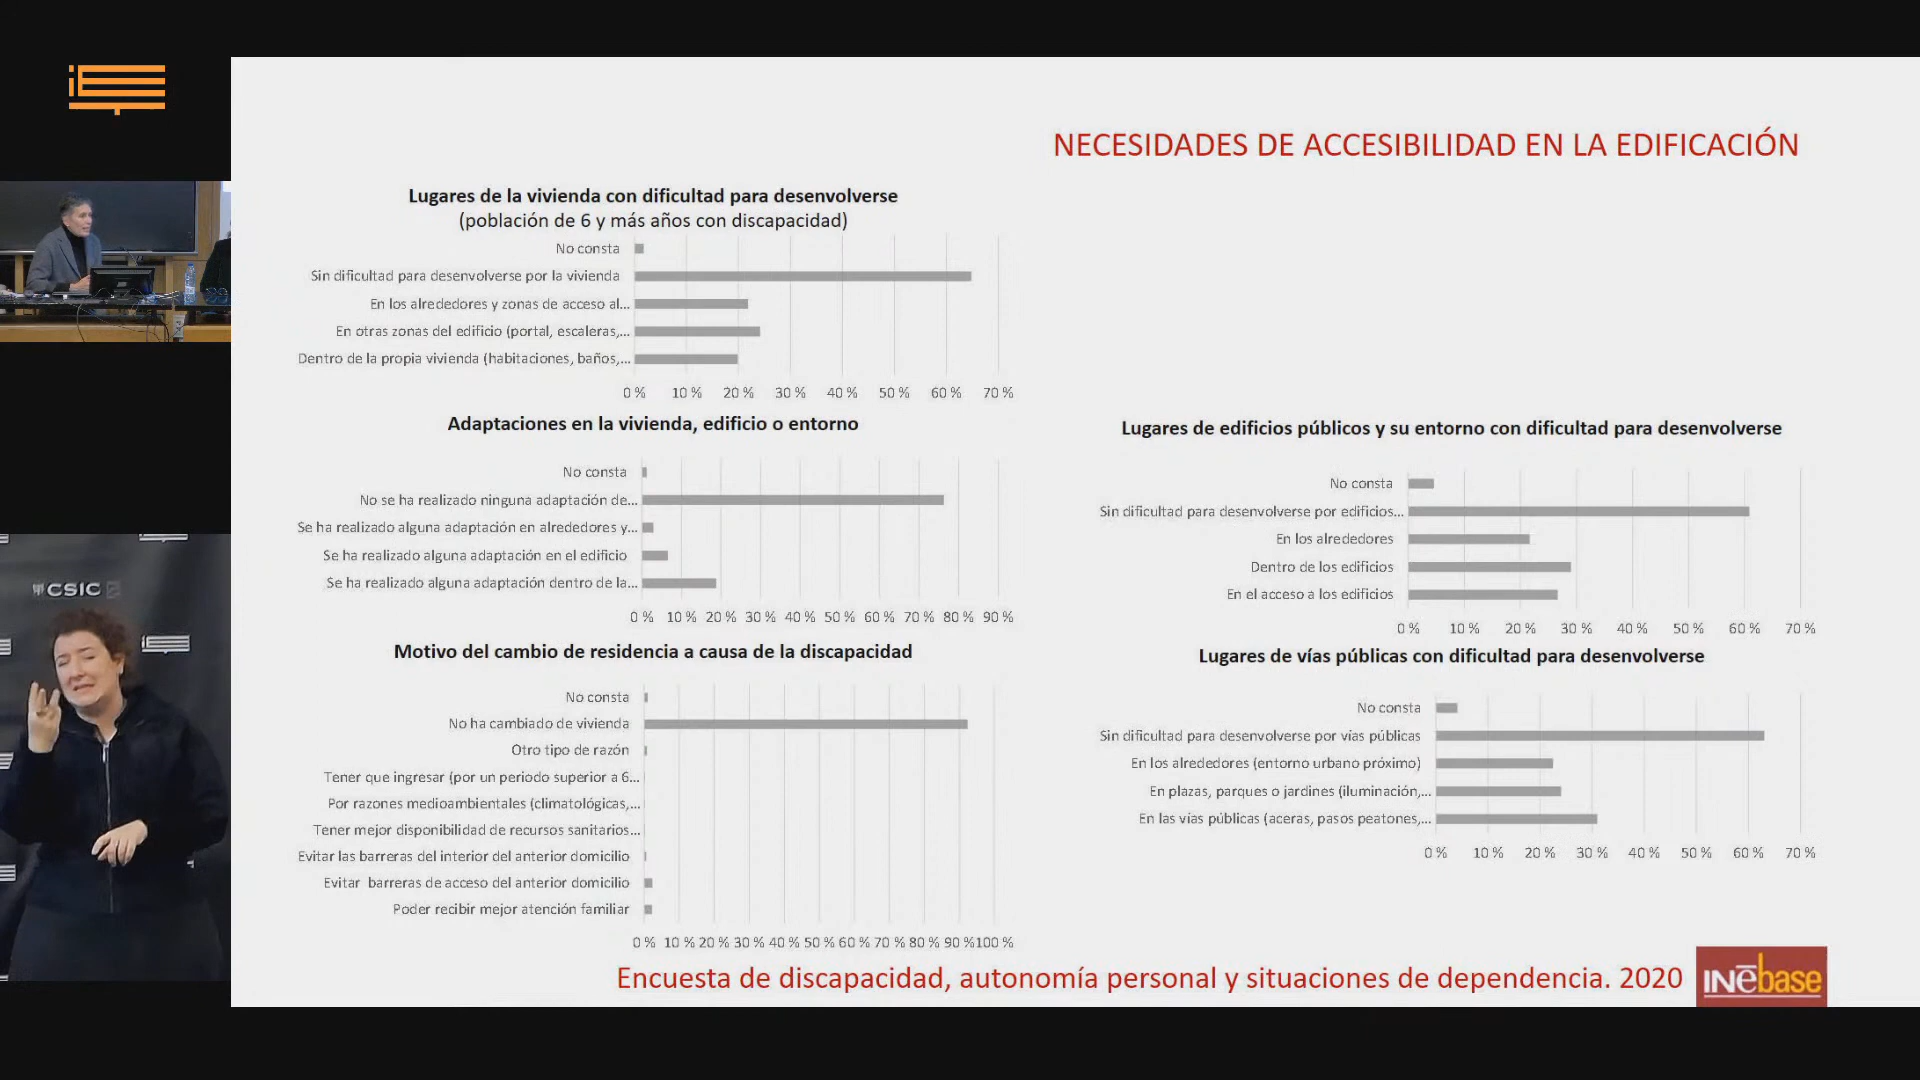 NECESIDADES DE ACCESIBILIDAD EN LA EDIFICACIÓN
Lugares de la vivienda con dificultad para desenvolverse
(población de 6 y más años con discapacidad)
No consta
Sin dificultad para desenvolverse por la vivienda
En los alrededores y zonas de acceso al...
En otras zonas del edificio (portal, escaleras,...
Dentro de la propia vivienda (habitaciones, baños,...
0 % 10 % 20 % 30 % 40 % 50 % 60 % 70 %
Adaptaciones en la vivienda, edificio o entorno
No consta
No se ha realizado ninguna adaptación de...
Se ha realizado alguna adaptación en alrededores y...
Se ha realizado alguna adaptación en el edificio
Se ha realizado alguna adaptación dentro de la...
0 % 10 % 20 % 30 % 40 % 50 % 60 % 70 % 80 % 90 %
Motivo del cambio de residencia a causa de la discapacidad
No consta
No ha cambiado de vivienda
Otro tipo de razón
Tener que ingresar (por un periodo superior a 6...
Por razones medioambientales (climatológicas,...
Tener mejor disponibilidad de recursos sanitarios...
Evitar las barreras del interior del anterior domicilio
Evitar barreras de acceso del anterior domicilio
Poder recibir mejor atención familiar
0 % 10 % 20 % 30 % 40 % 50 % 60 % 70 % 80 % 90 % 100 %
Lugares de edificios públicos y su entorno con dificultad para desenvolverse
No consta
Sin dificultad para desenvolverse por edificios...
En los alrededores
Dentro de los edificios
En el acceso a los edificios
0 % 10 % 20 % 30 % 40 % 50 % 60 % 70 %
Lugares de vías públicas con dificultad para desenvolverse
No consta
Sin dificultad para desenvolverse por vías públicas
En los alrededores (entorno urbano próximo)
En plazas, parques o jardines (iluminación,...
En las vías públicas (aceras, pasos peatones,...
0 % 10 % 20 % 30 % 40 % 50 % 60 % 70 %
Encuesta de discapacidad, autonomía personal y situaciones de dependencia. 2020
INēbase
CSIC